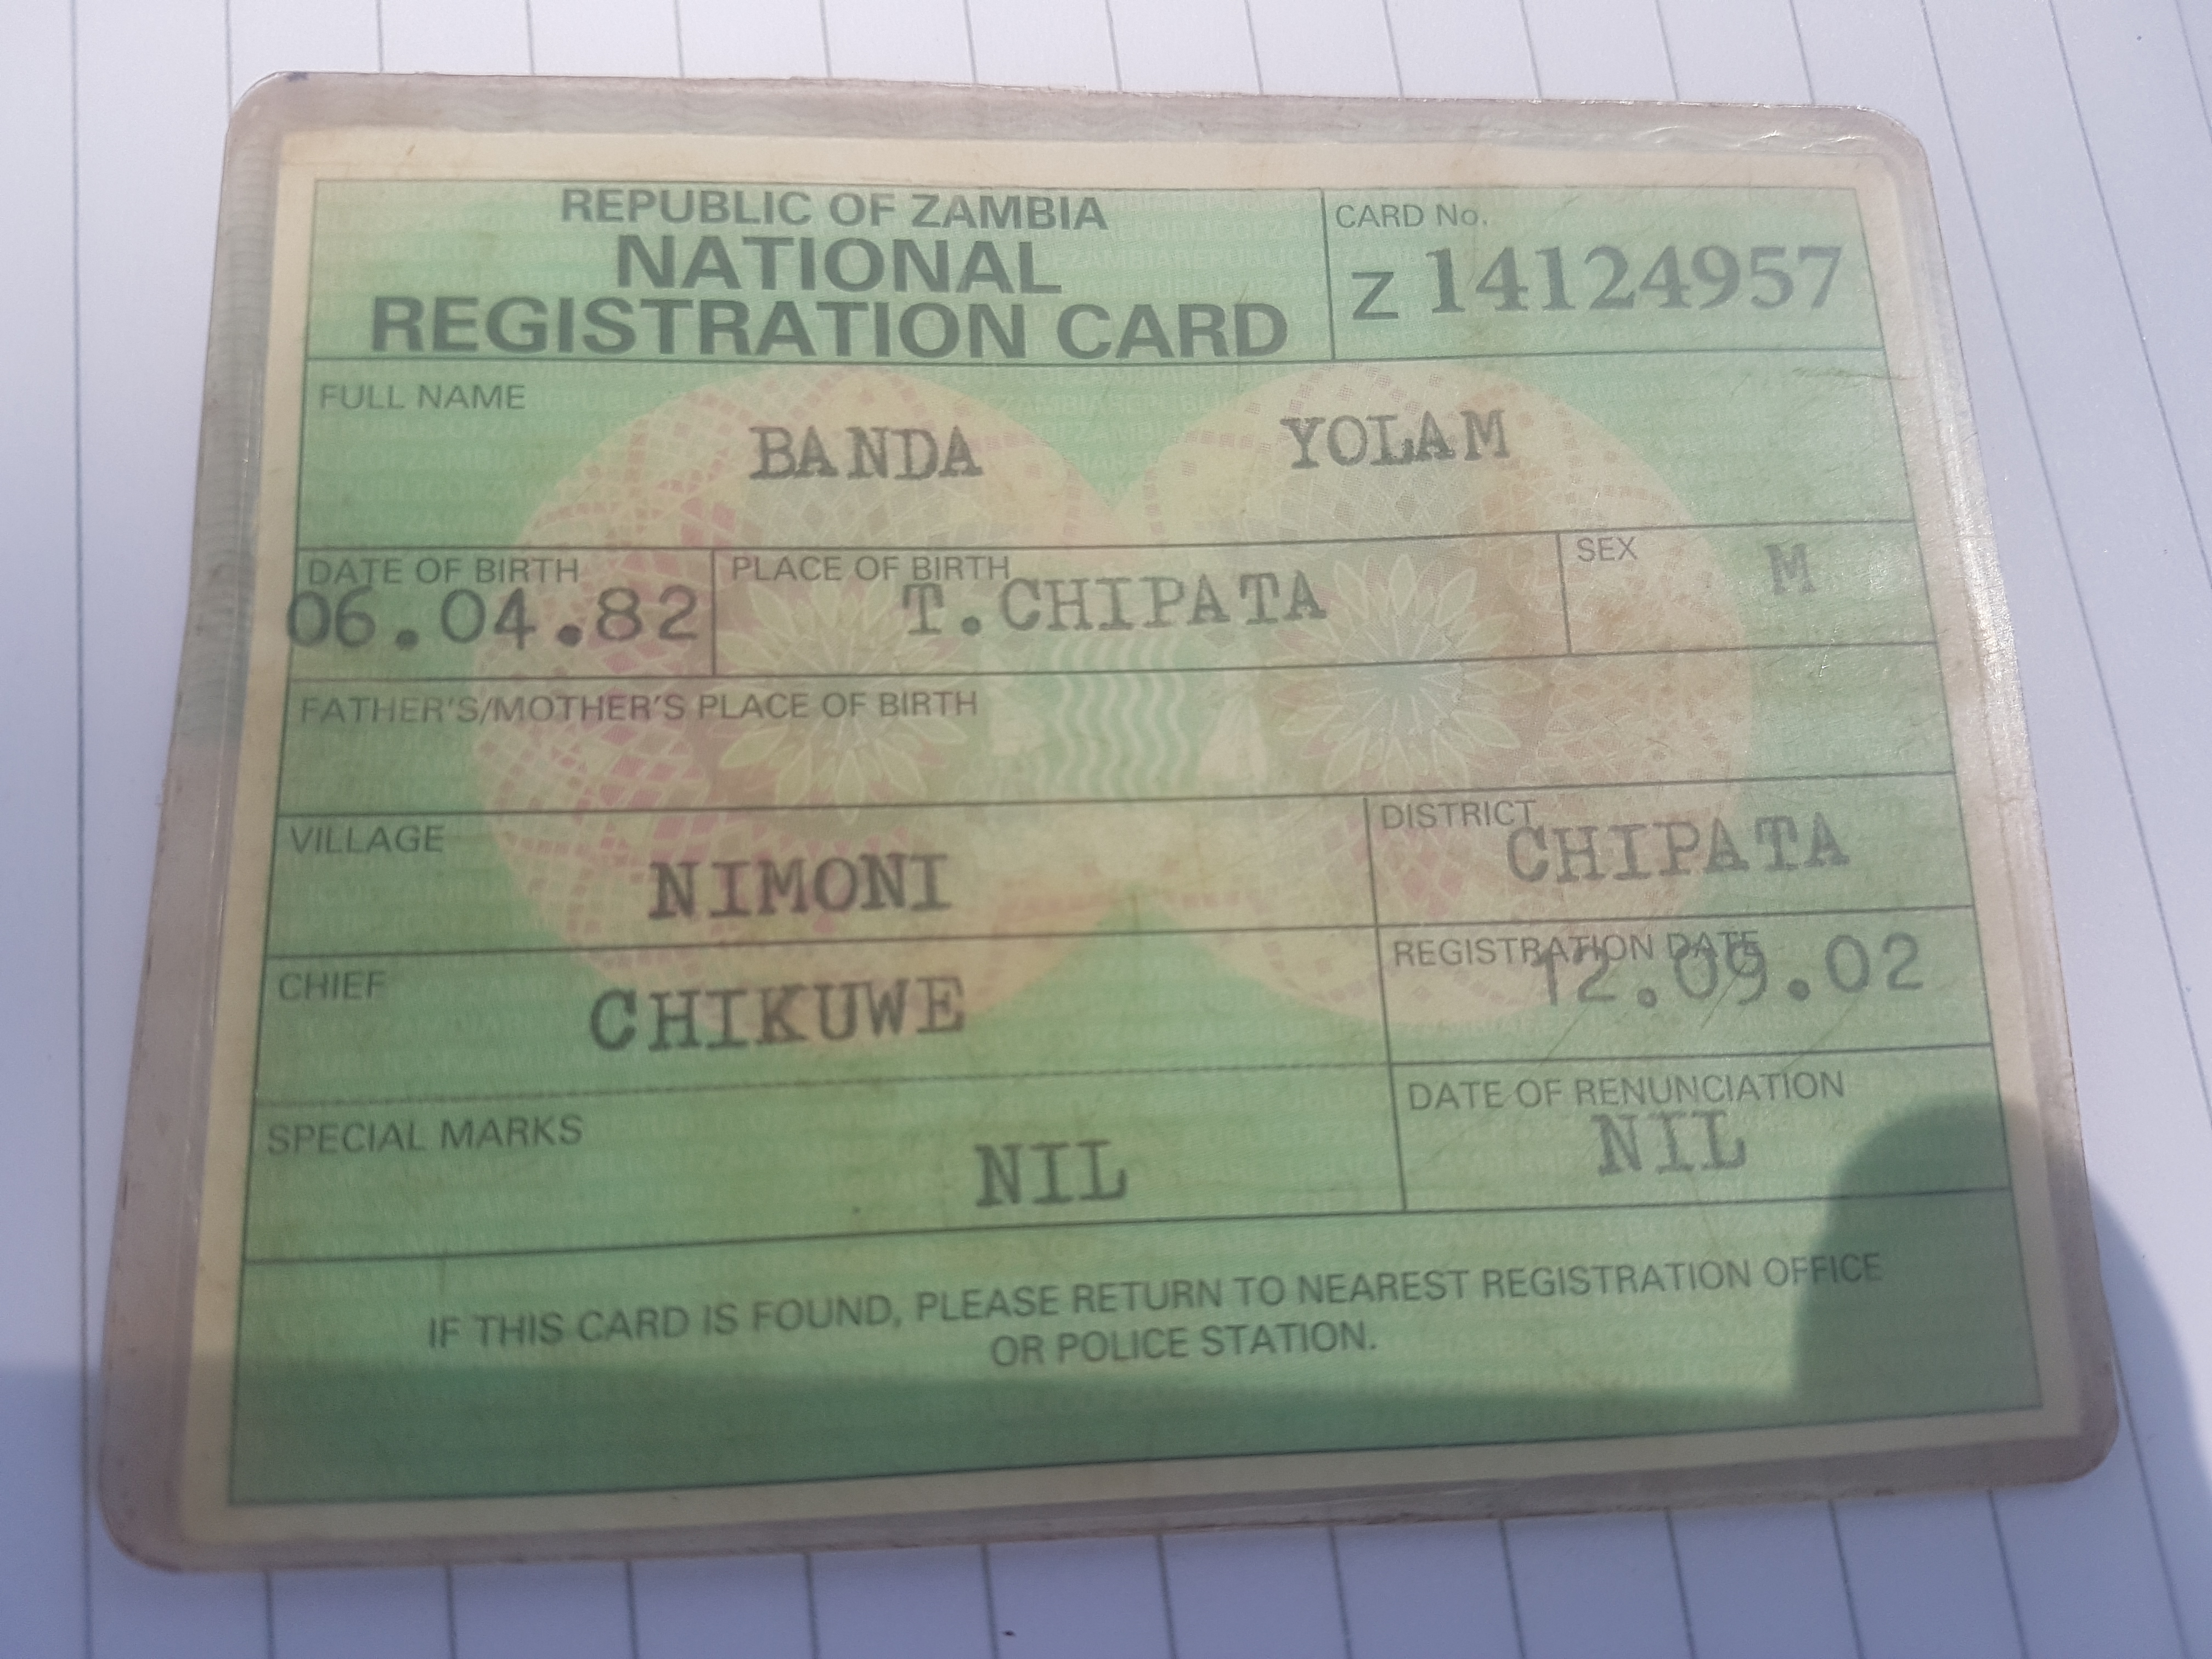 REPUBLIC OF ZAMBIA
NATIONAL
REGISTRATION CARD
CARD No.
Z 14124957
FULL NAME
BANDA YOLAM
DATE OF BIRTH
06.04.82
PLACE OF BIRTH
T.CHIPATA
SEX
M
FATHER'S/MOTHER'S PLACE OF BIRTH
VILLAGE
NIMONI
DISTRICT
CHIPATA
CHIEF
CHIKUWE
REGISTRATION DATE
12.09.02
SPECIAL MARKS
NIL
DATE OF RENUNCIATION
NIL
IF THIS CARD IS FOUND, PLEASE RETURN TO NEAREST REGISTRATION OFFICE
OR POLICE STATION.